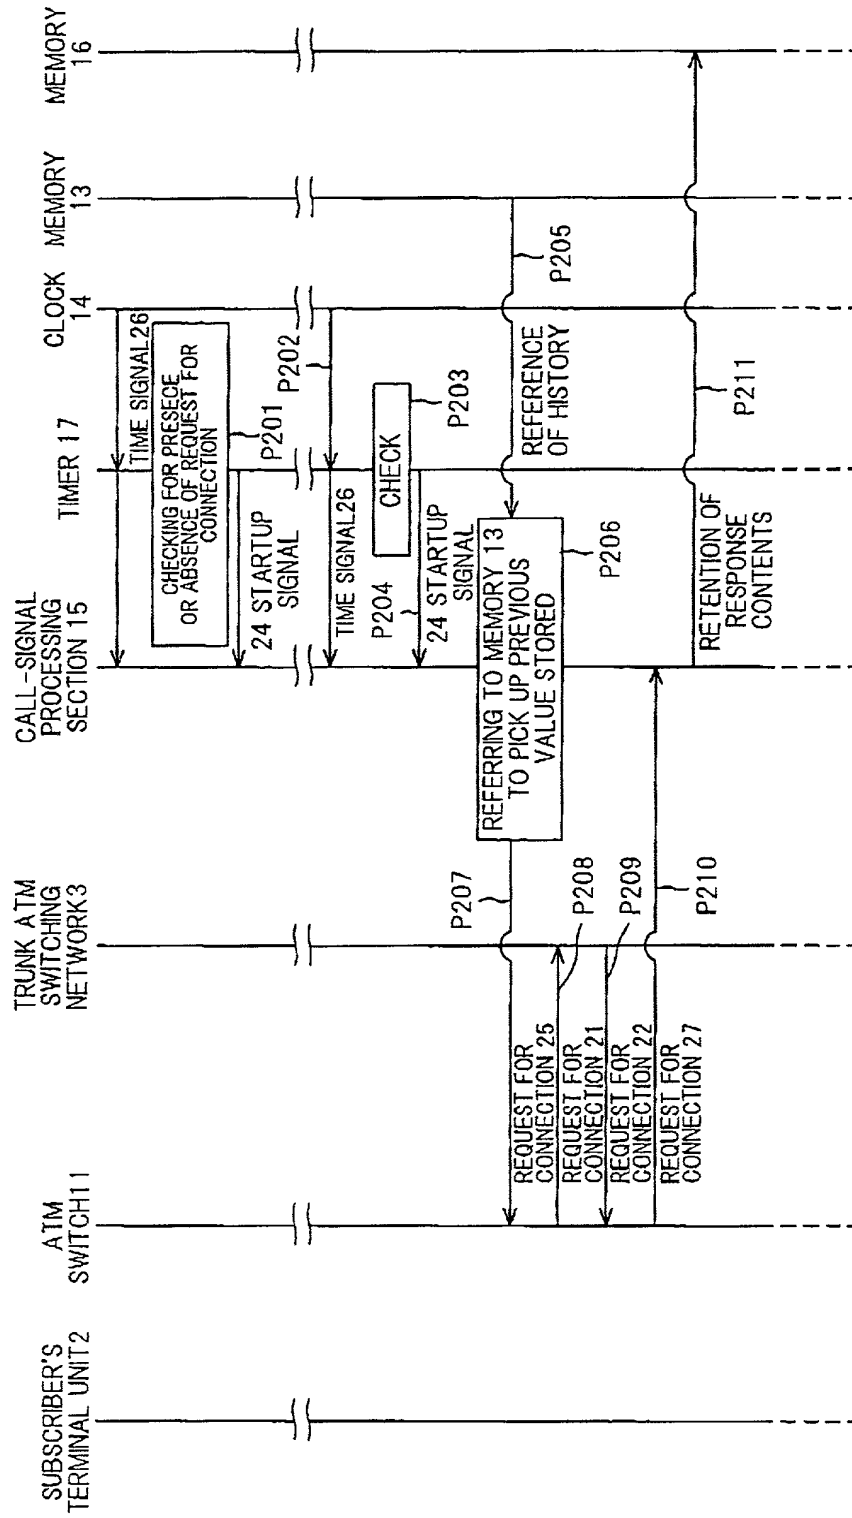 SUBSCRIBER'S
TERMINAL UNIT2
ATM
SWITCH11
TRUNK ATM
SWITCHING
NETWORK3
CALL-SIGNAL
PROCESSING
SECTION 15
TIMER 17
CLOCK
14
MEMORY
13
MEMORY
16
TIME SIGNAL26
CHECKING FOR PRESECE
OR ABSENCE OF REQUEST FOR
CONNECTION
P201
24 STARTUP
SIGNAL
P202
TIME SIGNAL26
CHECK
P203
P204
24 STARTUP
SIGNAL
REFERENCE
OF HISTORY
P205
REFERRING TO MEMORY 13
TO PICK UP PREVIOUS
VALUE STORED
P206
P207
REQUEST FOR
CONNECTION 25
P208
REQUEST FOR
CONNECTION 21
P209
REQUEST FOR
CONNECTION 22
P210
REQUEST FOR
CONNECTION 27
P211
RETENTION OF
RESPONSE
CONTENTS